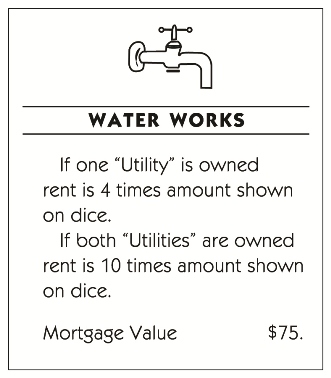 WATER WORKS
If one “Utility” is owned
rent is 4 times amount shown
on dice.
If both “Utilities” are owned
rent is 10 times amount shown
on dice.
Mortgage Value $75.